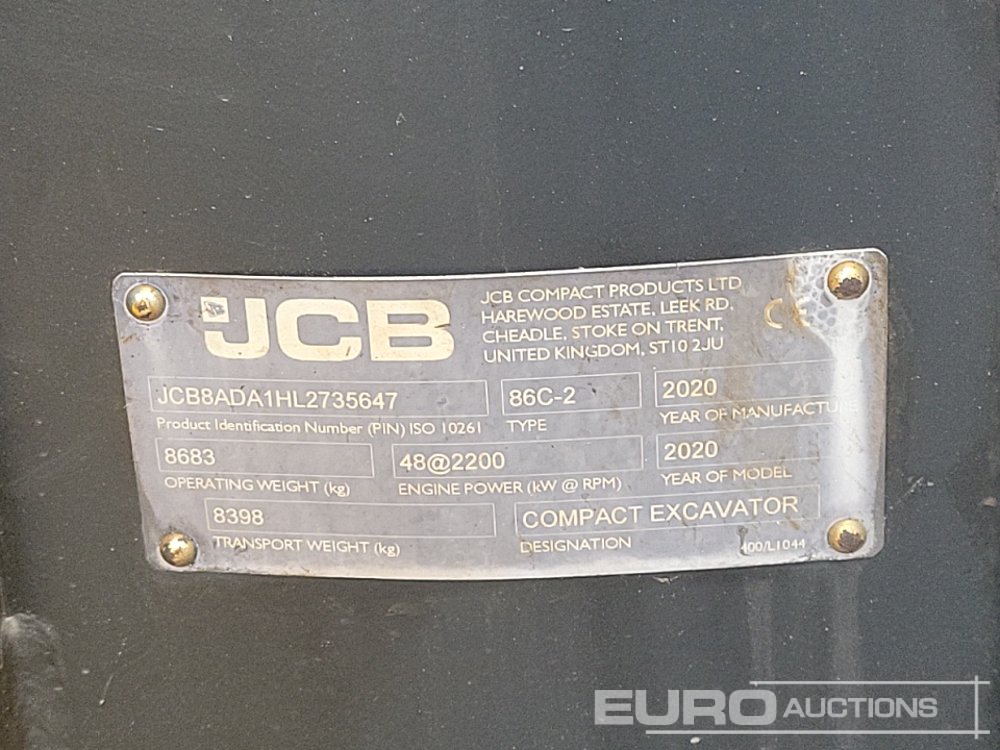 JCB
JCB COMPACT PRODUCTS LTD
HAREWOOD ESTATE, LEEK RD,
CHEADLE, STOKE ON TRENT,
UNITED KINGDOM, ST10 2JU
JCB8ADA1HL2735647
Product Identification Number (PIN) ISO 10261
86C-2
TYPE
2020
YEAR OF MANUFACTURE
8683
OPERATING WEIGHT (kg)
48@2200
ENGINE POWER (kW @ RPM)
2020
YEAR OF MODEL
8398
TRANSPORT WEIGHT (kg)
COMPACT EXCAVATOR
DESIGNATION
400/L1044
EURO AUCTIONS